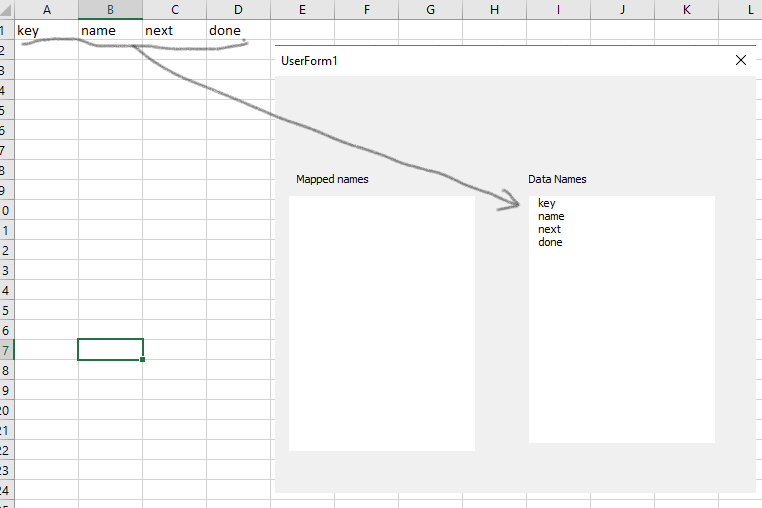 A B C D E F G H I J K L
1 key name next done
2
3 UserForm1
4
5
6
7
8 Mapped names Data Names
9
0 key
1 name
2 next
3 done
4
5
6
7
8
9
20
21
22
23
24